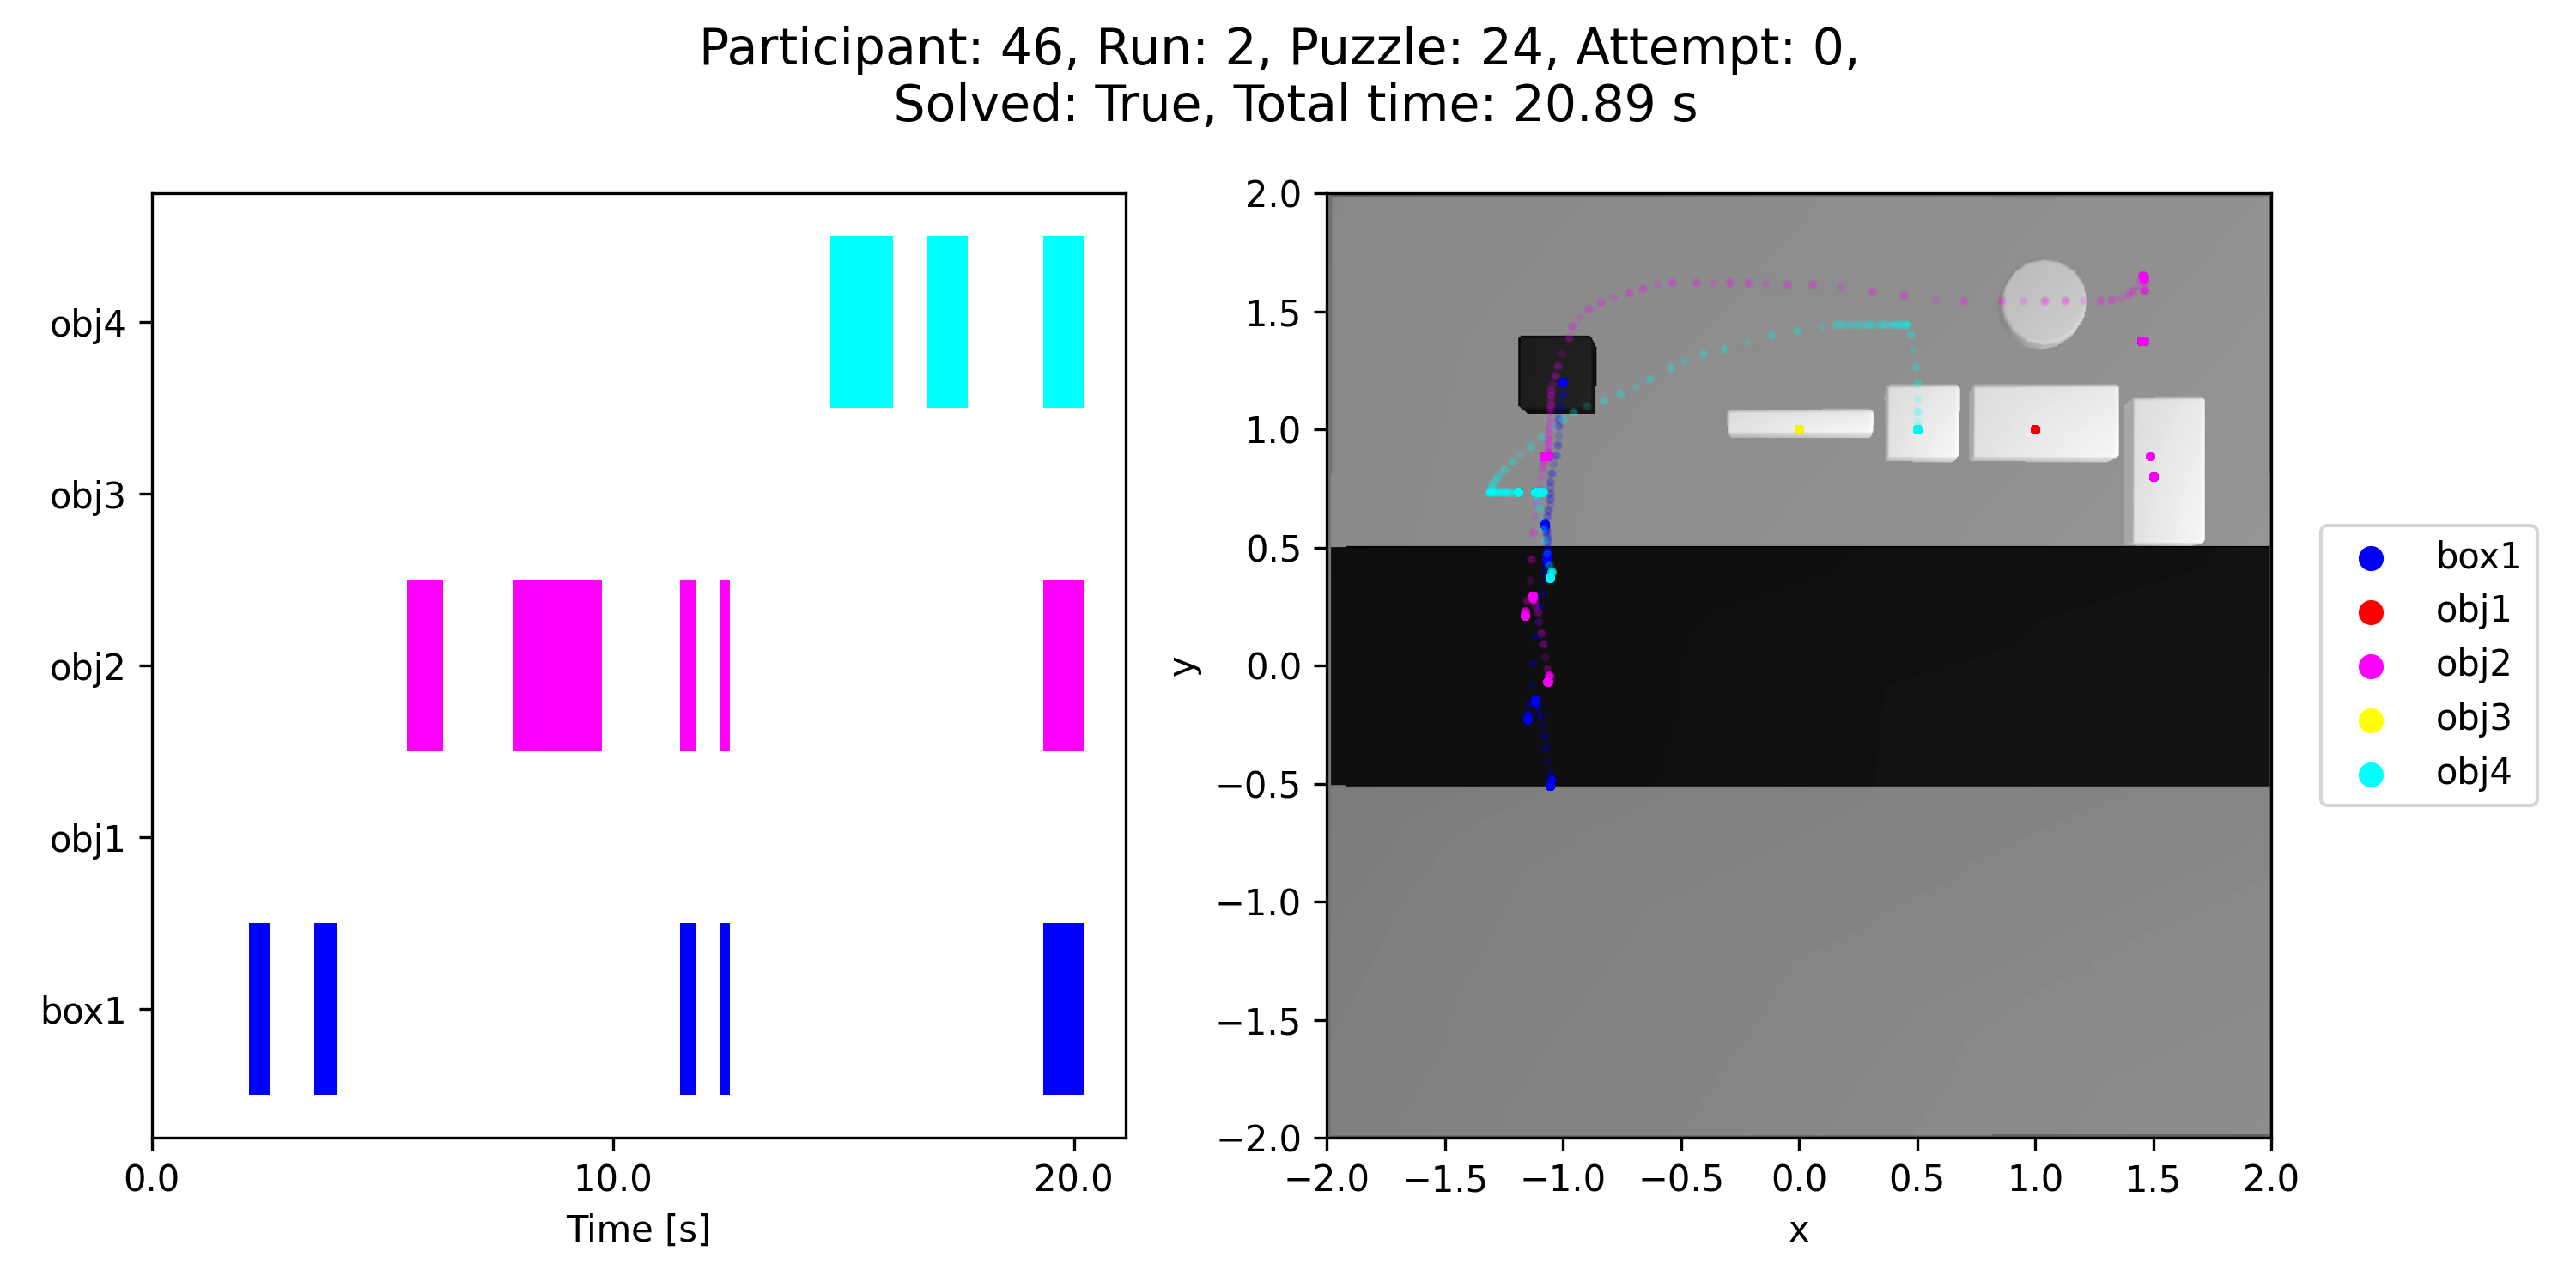 Participant: 46, Run: 2, Puzzle: 24, Attempt: 0,
Solved: True, Total time: 20.89 s
obj4
obj3
obj2
obj1
box1
0.0 10.0 20.0
Time [s]
2.0
1.5
1.0
0.5
0.0
−0.5
−1.0
−1.5
−2.0
y
−2.0 −1.5 −1.0 −0.5 0.0 0.5 1.0 1.5 2.0
x
box1
obj1
obj2
obj3
obj4